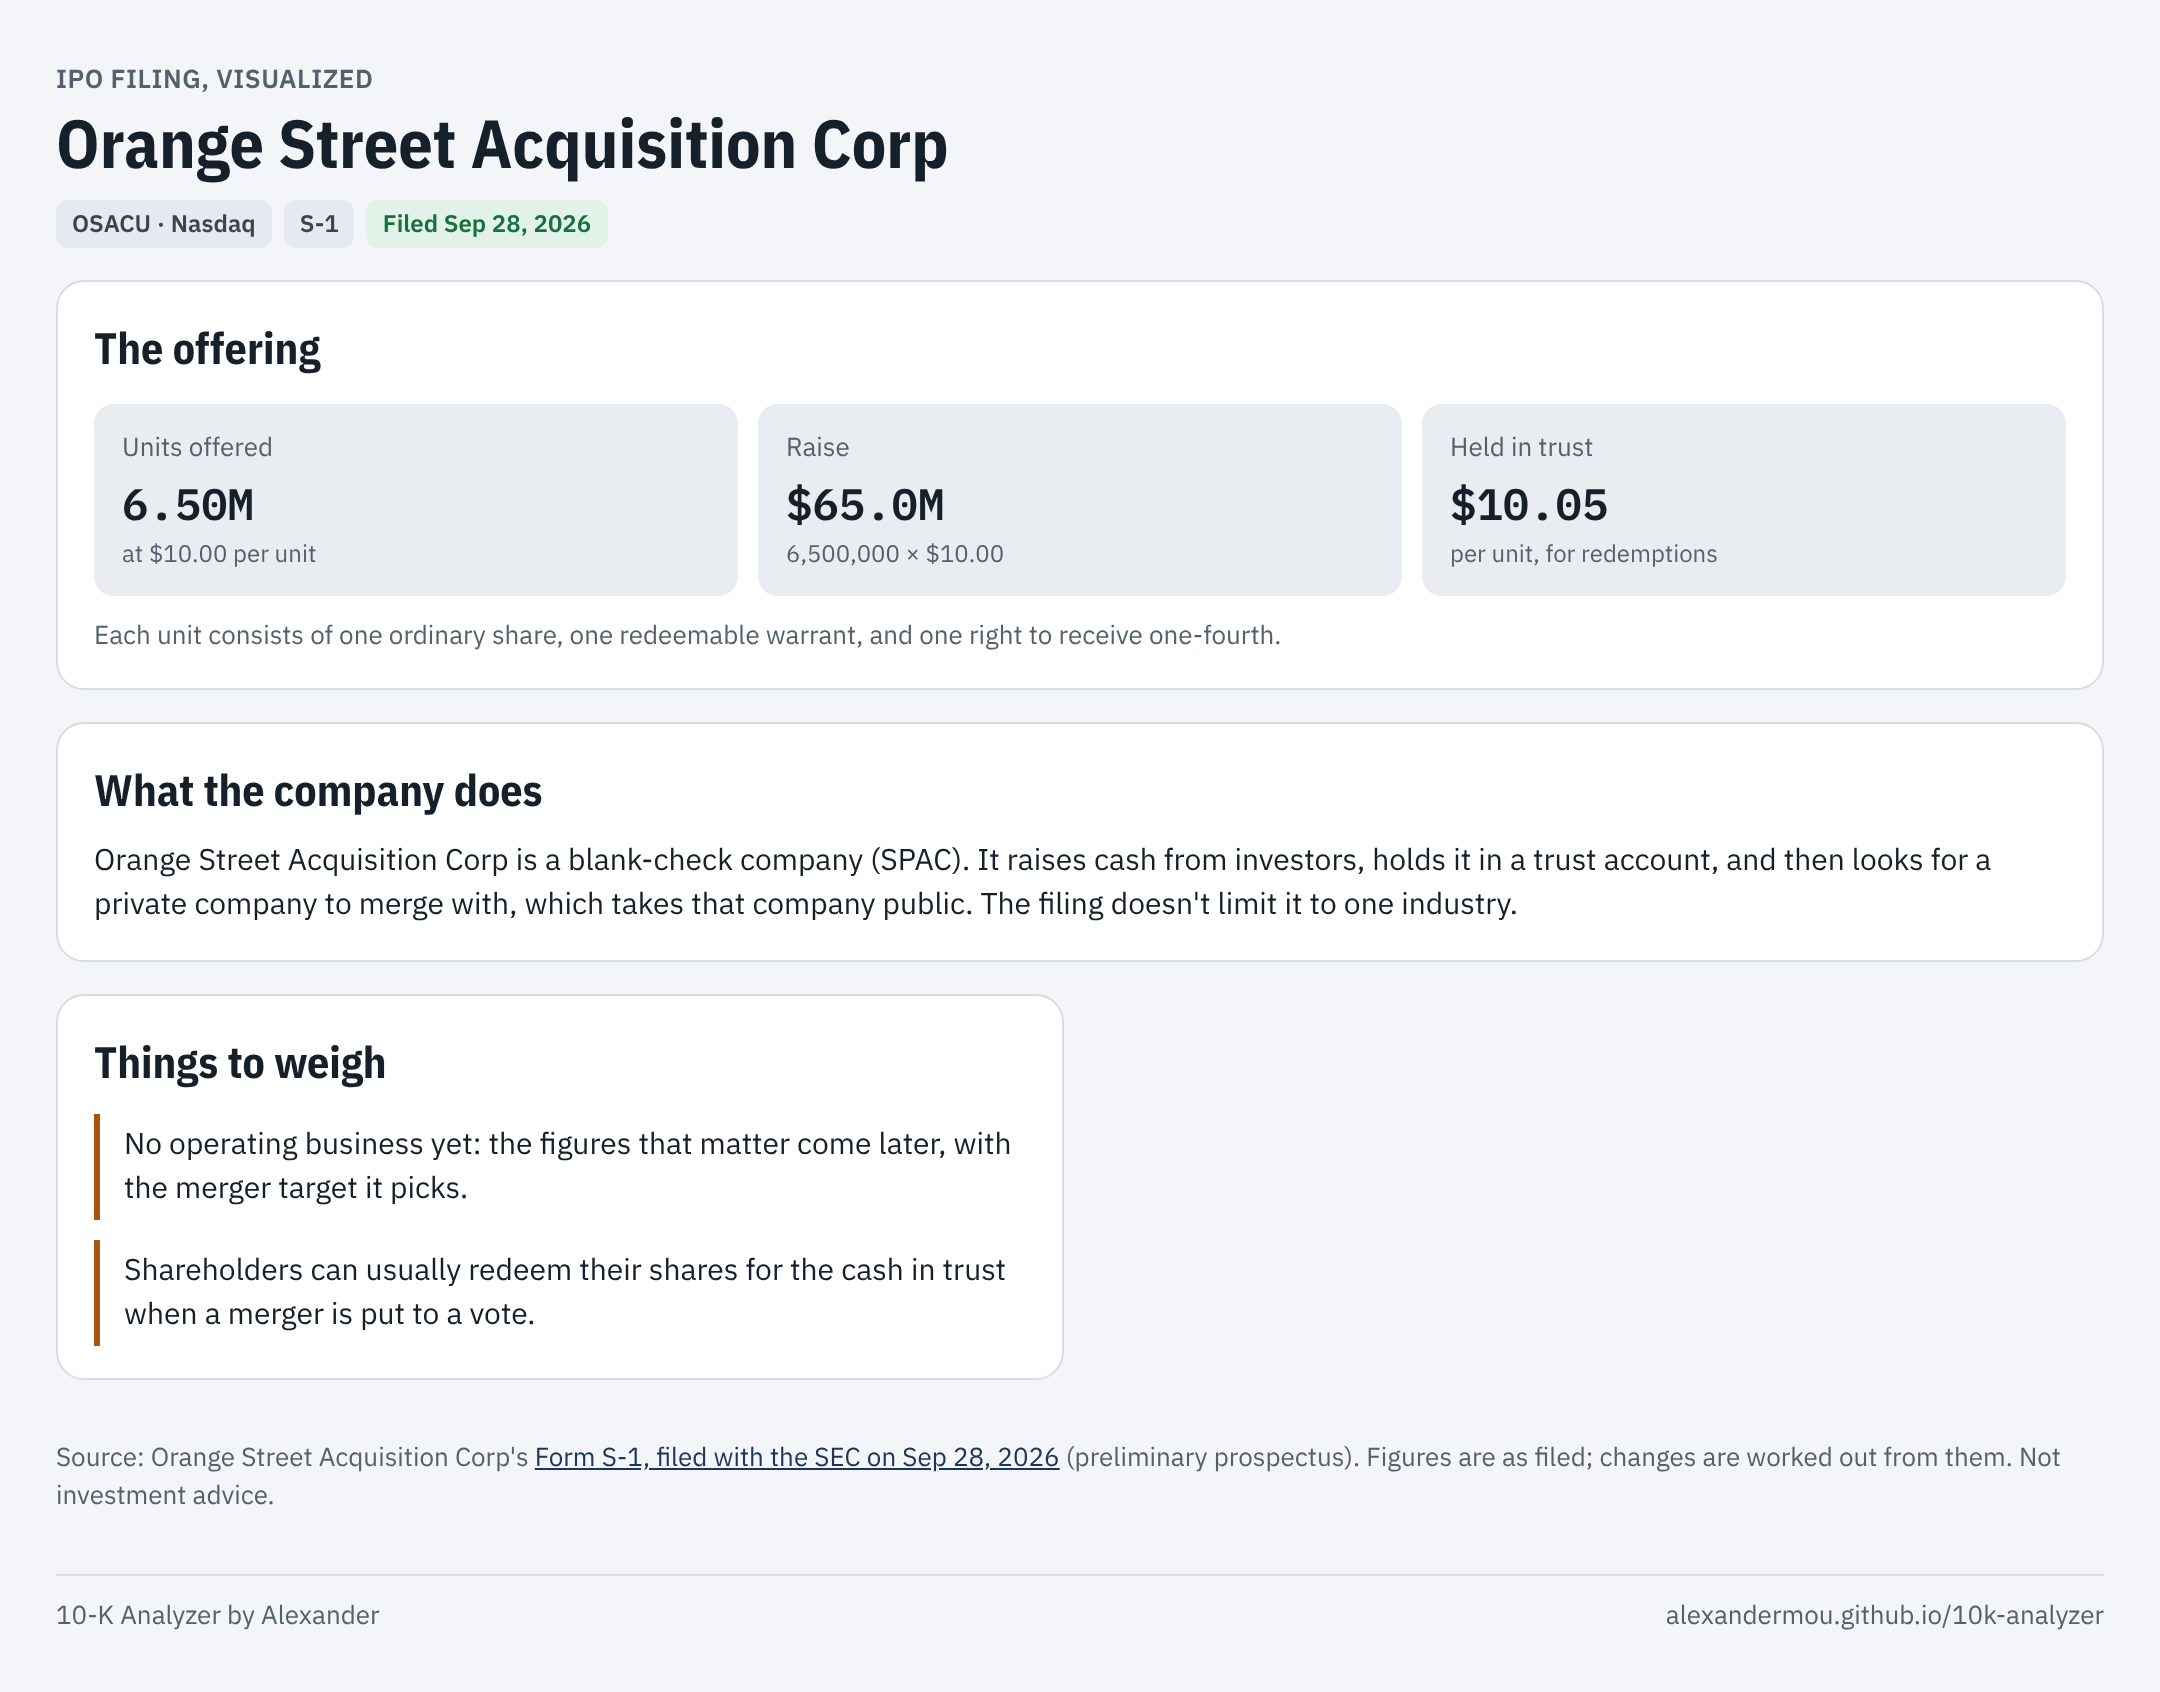 IPO FILING, VISUALIZED
Orange Street Acquisition Corp
OSACU · Nasdaq S-1 Filed Sep 28, 2026
The offering
Units offered
6.50M
at $10.00 per unit
Raise
$65.0M
6,500,000 × $10.00
Held in trust
$10.05
per unit, for redemptions
Each unit consists of one ordinary share, one redeemable warrant, and one right to receive one-fourth.
What the company does
Orange Street Acquisition Corp is a blank-check company (SPAC). It raises cash from investors, holds it in a trust account, and then looks for a
private company to merge with, which takes that company public. The filing doesn't limit it to one industry.
Things to weigh
No operating business yet: the figures that matter come later, with
the merger target it picks.
Shareholders can usually redeem their shares for the cash in trust
when a merger is put to a vote.
Source: Orange Street Acquisition Corp's Form S-1, filed with the SEC on Sep 28, 2026 (preliminary prospectus). Figures are as filed; changes are worked out from them. Not
investment advice.
10-K Analyzer by Alexander
alexandermou.github.io/10k-analyzer